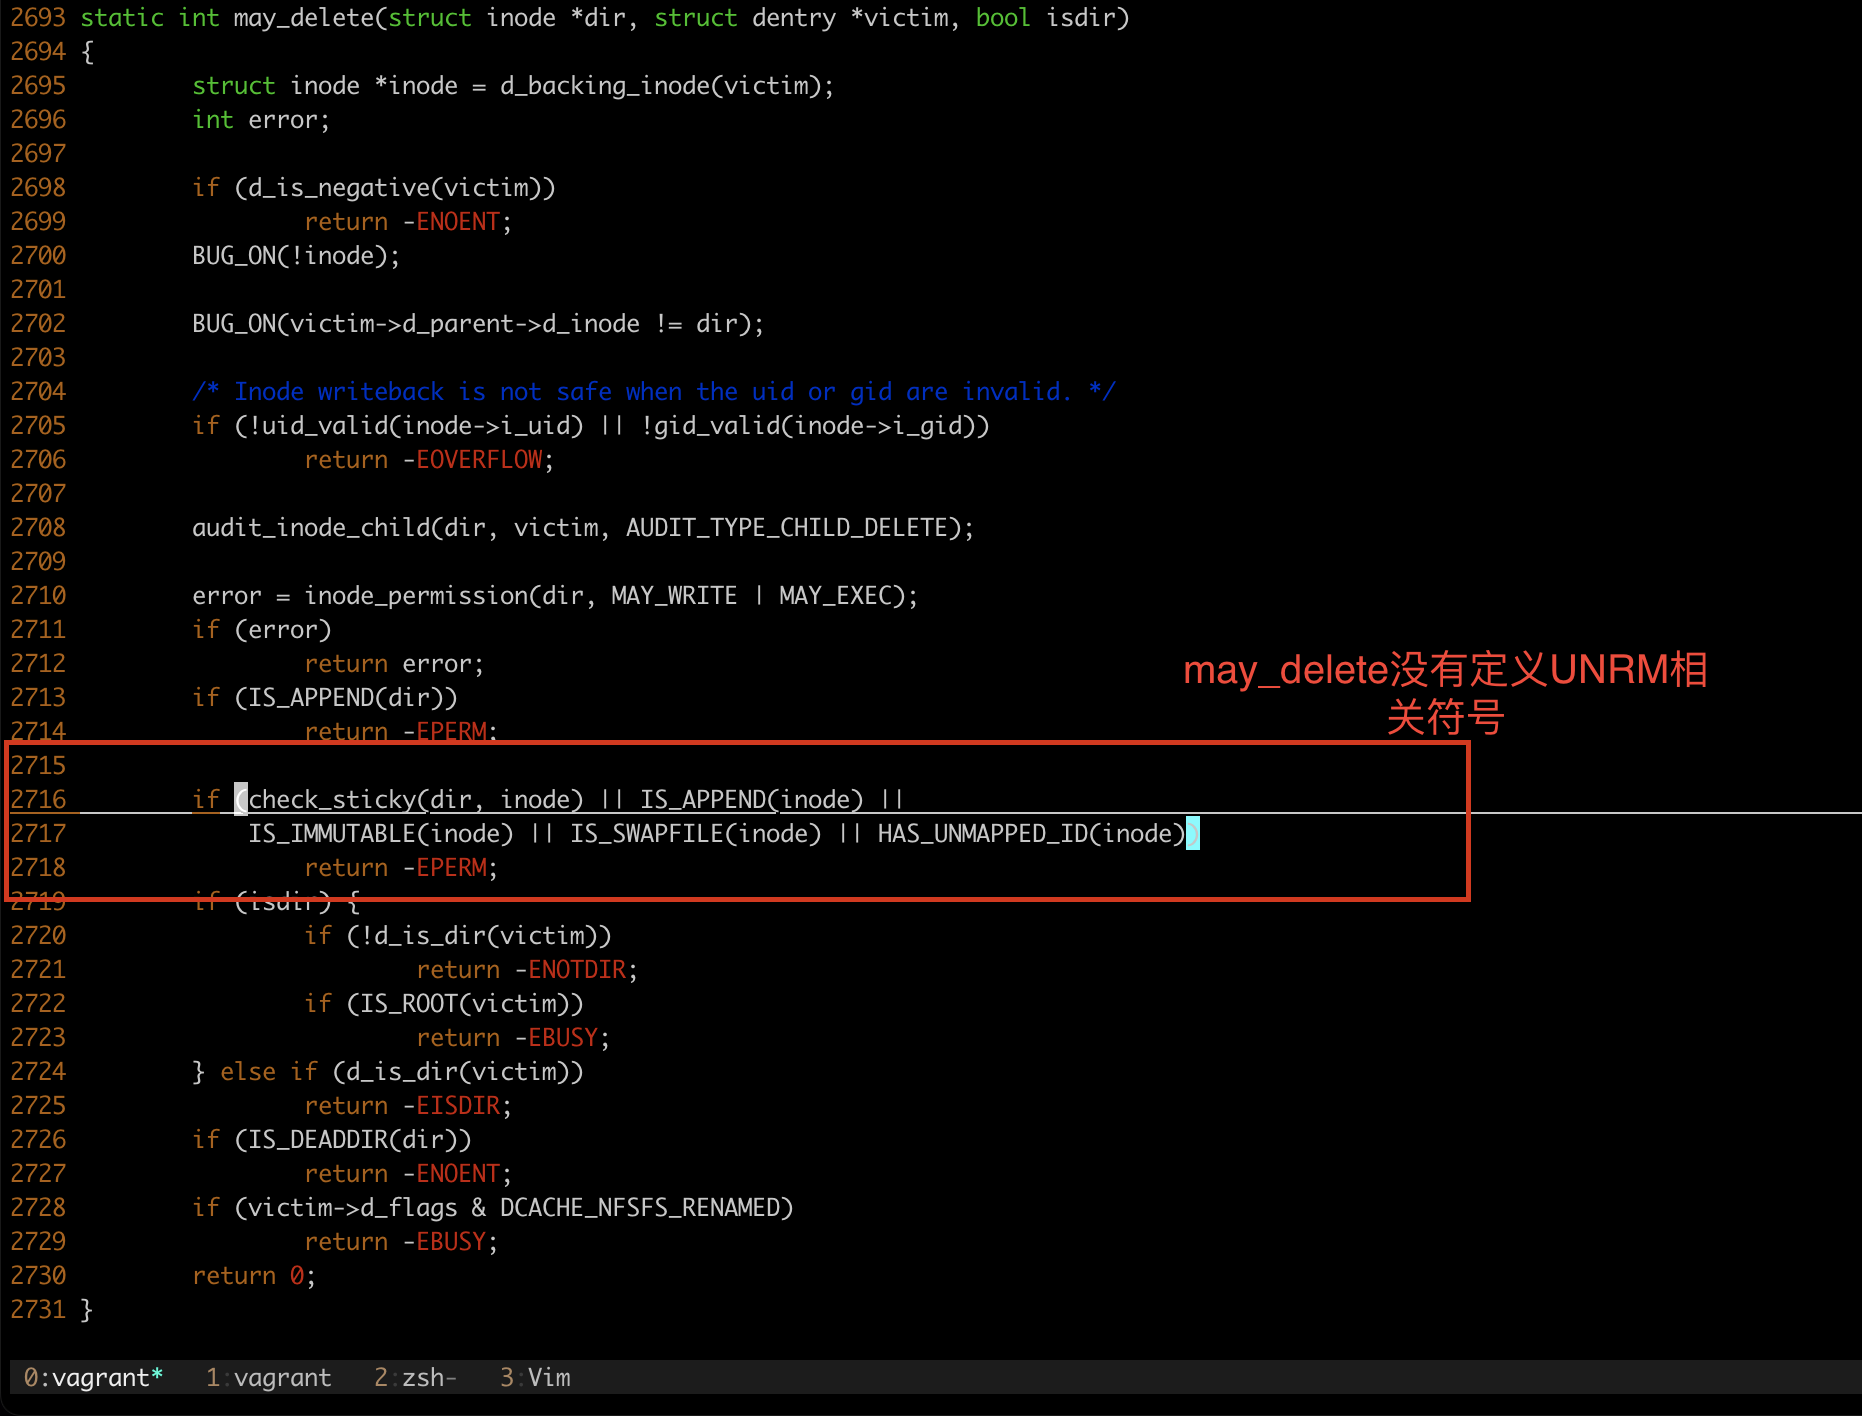 2693 static int may_delete(struct inode *dir, struct dentry *victim, bool isdir)
2694 {
2695         struct inode *inode = d_backing_inode(victim);
2696         int error;
2697
2698         if (d_is_negative(victim))
2699                 return -ENOENT;
2700         BUG_ON(!inode);
2701
2702         BUG_ON(victim->d_parent->d_inode != dir);
2703
2704         /* Inode writeback is not safe when the uid or gid are invalid. */
2705         if (!uid_valid(inode->i_uid) || !gid_valid(inode->i_gid))
2706                 return -EOVERFLOW;
2707
2708         audit_inode_child(dir, victim, AUDIT_TYPE_CHILD_DELETE);
2709
2710         error = inode_permission(dir, MAY_WRITE | MAY_EXEC);
2711         if (error)
2712                 return error;
2713         if (IS_APPEND(dir))
2714                 return -EPERM;
may_delete没有定义UNRM相
关符号
2715
2716         if (check_sticky(dir, inode) || IS_APPEND(inode) ||
2717             IS_IMMUTABLE(inode) || IS_SWAPFILE(inode) || HAS_UNMAPPED_ID(inode))
2718                 return -EPERM;
2719         if (isdir) {
2720                 if (!d_is_dir(victim))
2721                         return -ENOTDIR;
2722                 if (IS_ROOT(victim))
2723                         return -EBUSY;
2724         } else if (d_is_dir(victim))
2725                 return -EISDIR;
2726         if (IS_DEADDIR(dir))
2727                 return -ENOENT;
2728         if (victim->d_flags & DCACHE_NFSFS_RENAMED)
2729                 return -EBUSY;
2730         return 0;
2731 }
0:vagrant*   1:vagrant   2:zsh-   3:Vim